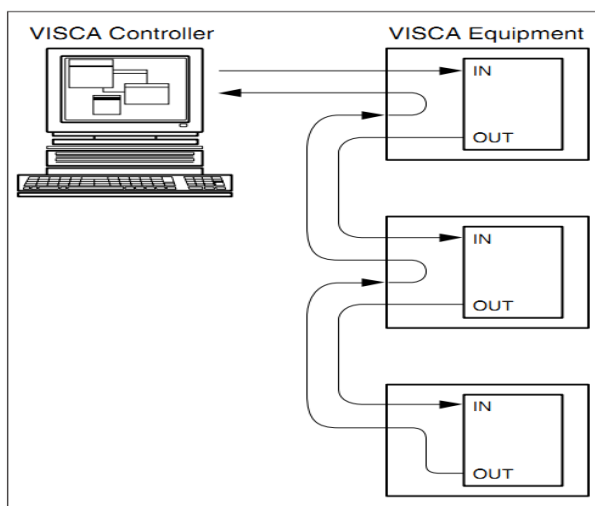 VISCA Controller
VISCA Equipment
IN
OUT
IN
OUT
IN
OUT